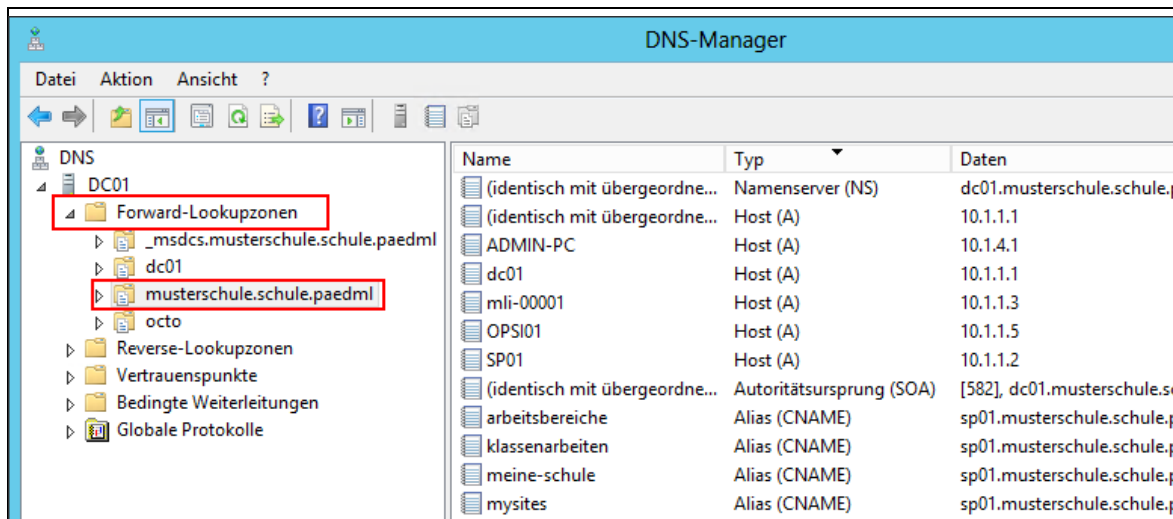 DNS-Manager
Datei Aktion Ansicht ?
DNS
DC01
Forward-Lookupzonen
_msdcs.musterschule.schule.paedml
dc01
musterschule.schule.paedml
octo
Reverse-Lookupzonen
Vertrauenspunkte
Bedingte Weiterleitungen
Globale Protokolle
Name Typ Daten
(identisch mit übergeordne... Namenserver (NS) dc01.musterschule.schule.p
(identisch mit übergeordne... Host (A) 10.1.1.1
ADMIN-PC Host (A) 10.1.4.1
dc01 Host (A) 10.1.1.1
mli-00001 Host (A) 10.1.1.3
OPSI01 Host (A) 10.1.1.5
SP01 Host (A) 10.1.1.2
(identisch mit übergeordne... Autoritätsursprung (SOA) [582], dc01.musterschule.s
arbeitsbereiche Alias (CNAME) sp01.musterschule.schule.p
klassenarbeiten Alias (CNAME) sp01.musterschule.schule.p
meine-schule Alias (CNAME) sp01.musterschule.schule.p
mysites Alias (CNAME) sp01.musterschule.schule.p